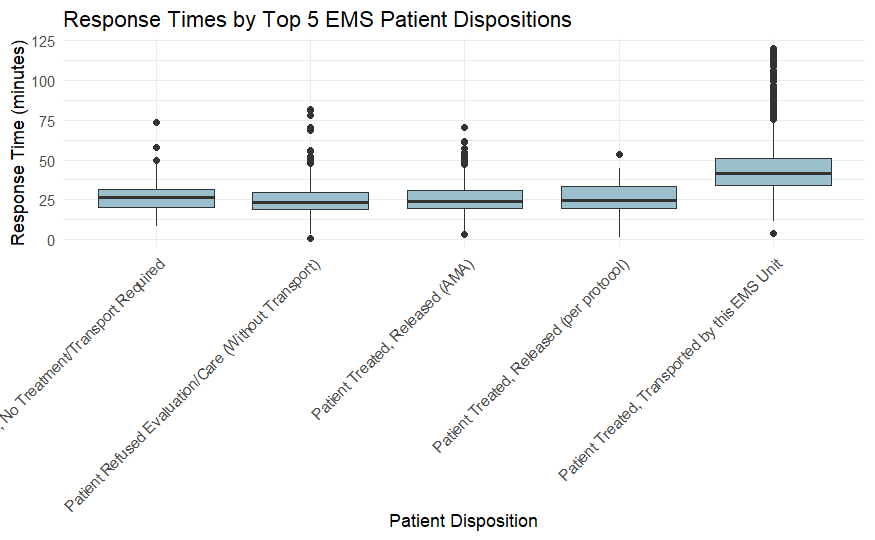 Response Times by Top 5 EMS Patient Dispositions
Response Time (minutes)
125
100
75
50
25
0
, No Treatment/Transport Required
Patient Refused Evaluation/Care (Without Transport)
Patient Treated, Released (AMA)
Patient Treated, Released (per protocol)
Patient Treated, Transported by this EMS Unit
Patient Disposition